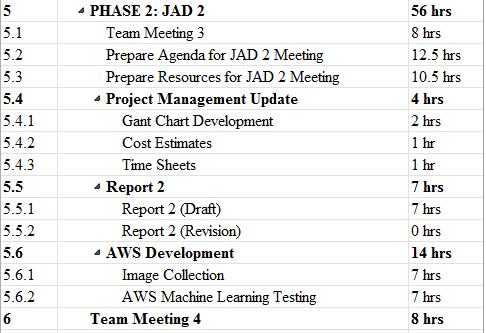 5 PHASE 2: JAD 2 56 hrs
5.1 Team Meeting 3 8 hrs
5.2 Prepare Agenda for JAD 2 Meeting 12.5 hrs
5.3 Prepare Resources for JAD 2 Meeting 10.5 hrs
5.4 Project Management Update 4 hrs
5.4.1 Gant Chart Development 2 hrs
5.4.2 Cost Estimates 1 hr
5.4.3 Time Sheets 1 hr
5.5 Report 2 7 hrs
5.5.1 Report 2 (Draft) 7 hrs
5.5.2 Report 2 (Revision) 0 hrs
5.6 AWS Development 14 hrs
5.6.1 Image Collection 7 hrs
5.6.2 AWS Machine Learning Testing 7 hrs
6 Team Meeting 4 8 hrs